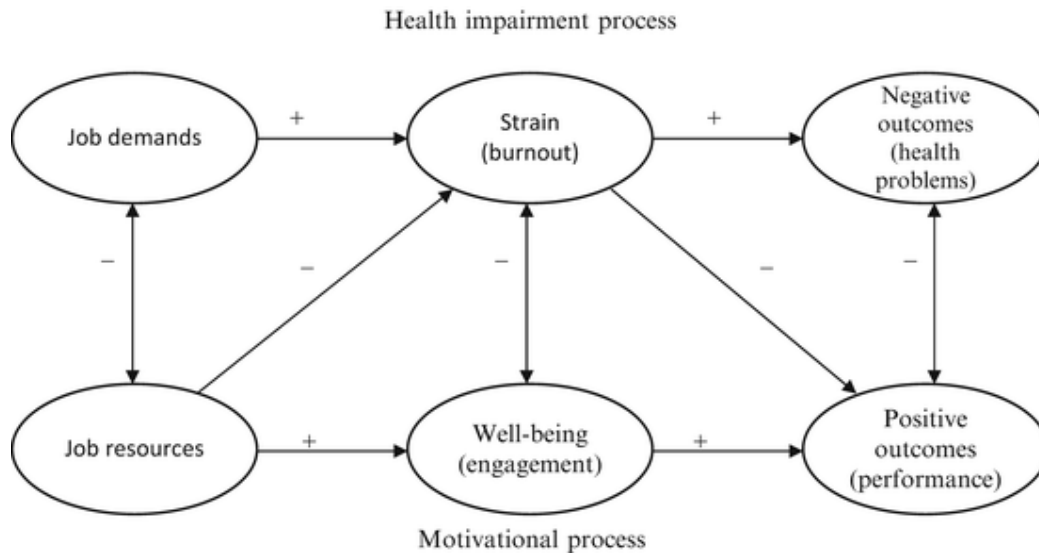 Health impairment process
+
+
Job demands
Strain
(burnout)
Negative
outcomes
(health
problems)
–
–
–
–
–
Job resources
+
Well-being
(engagement)
+
Positive
outcomes
(performance)
Motivational process